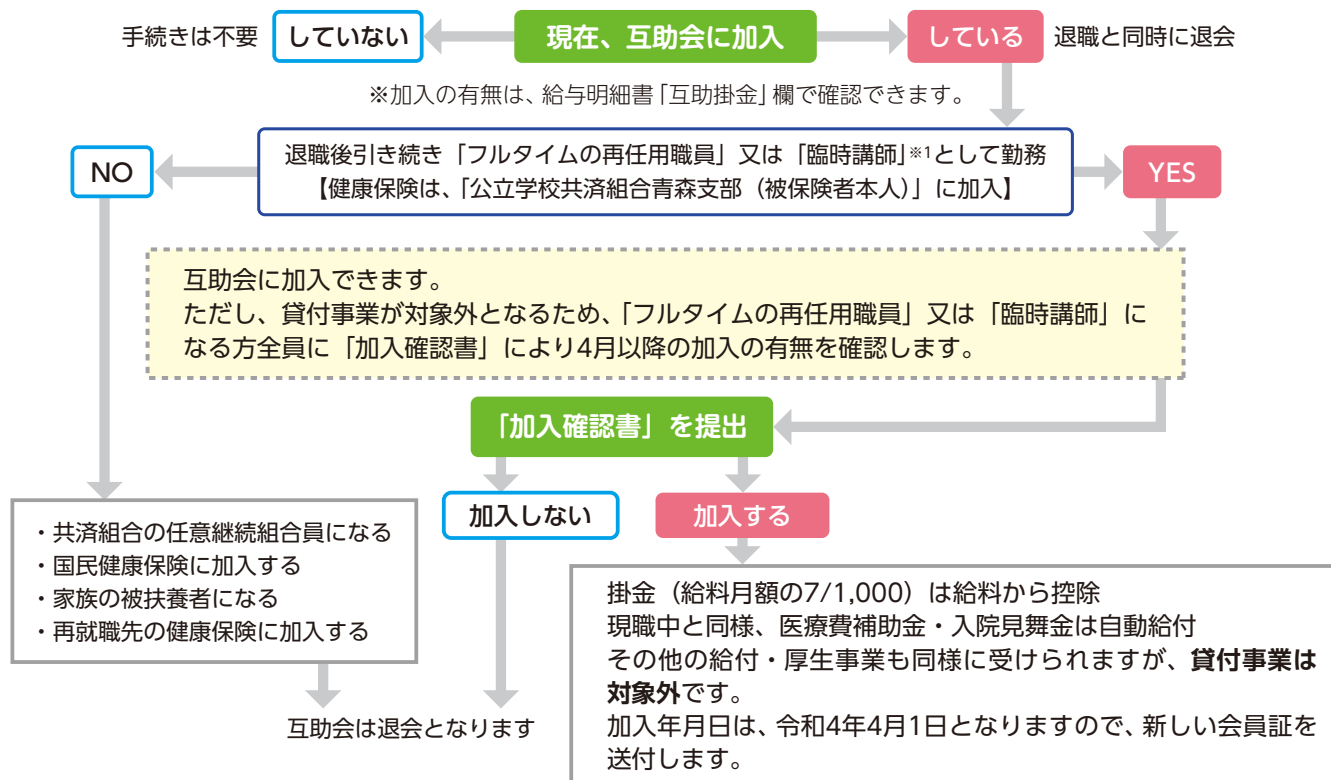 手続きは不要 していない 現在、互助会に加入 している 退職と同時に退会
※加入の有無は、給与明細書「互助掛金」欄で確認できます。
NO
退職後引き続き「フルタイムの再任用職員」又は「臨時講師」※1として勤務
【健康保険は、「公立学校共済組合青森支部（被保険者本人）」に加入】
YES
互助会に加入できます。
ただし、貸付事業が対象外となるため、「フルタイムの再任用職員」又は「臨時講師」に
なる方全員に「加入確認書」により4月以降の加入の有無を確認します。
「加入確認書」を提出
加入しない 加入する
・共済組合の任意継続組合員になる
・国民健康保険に加入する
・家族の被扶養者になる
・再就職先の健康保険に加入する
互助会は退会となります
掛金（給料月額の7/1,000）は給料から控除
現職中と同様、医療費補助金・入院見舞金は自動給付
その他の給付・厚生事業も同様に受けられますが、貸付事業は
対象外です。
加入年月日は、令和4年4月1日となりますので、新しい会員証を
送付します。